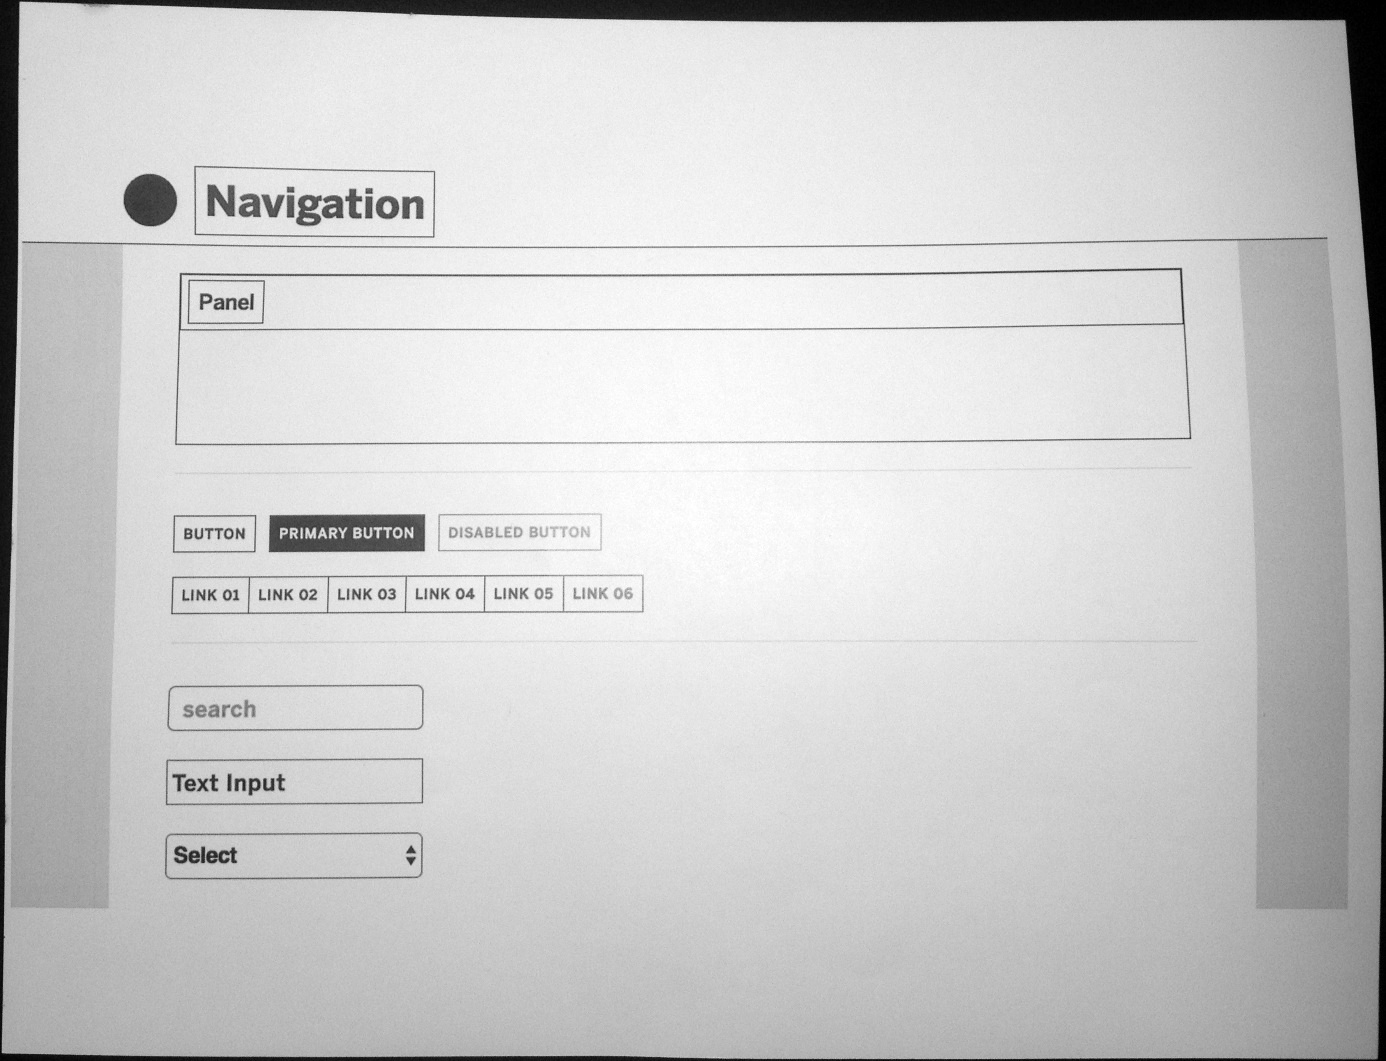 Navigation
Panel
BUTTON PRIMARY BUTTON DISABLED BUTTON
LINK 01 LINK 02 LINK 03 LINK 04 LINK 05 LINK 06
search
Text Input
Select